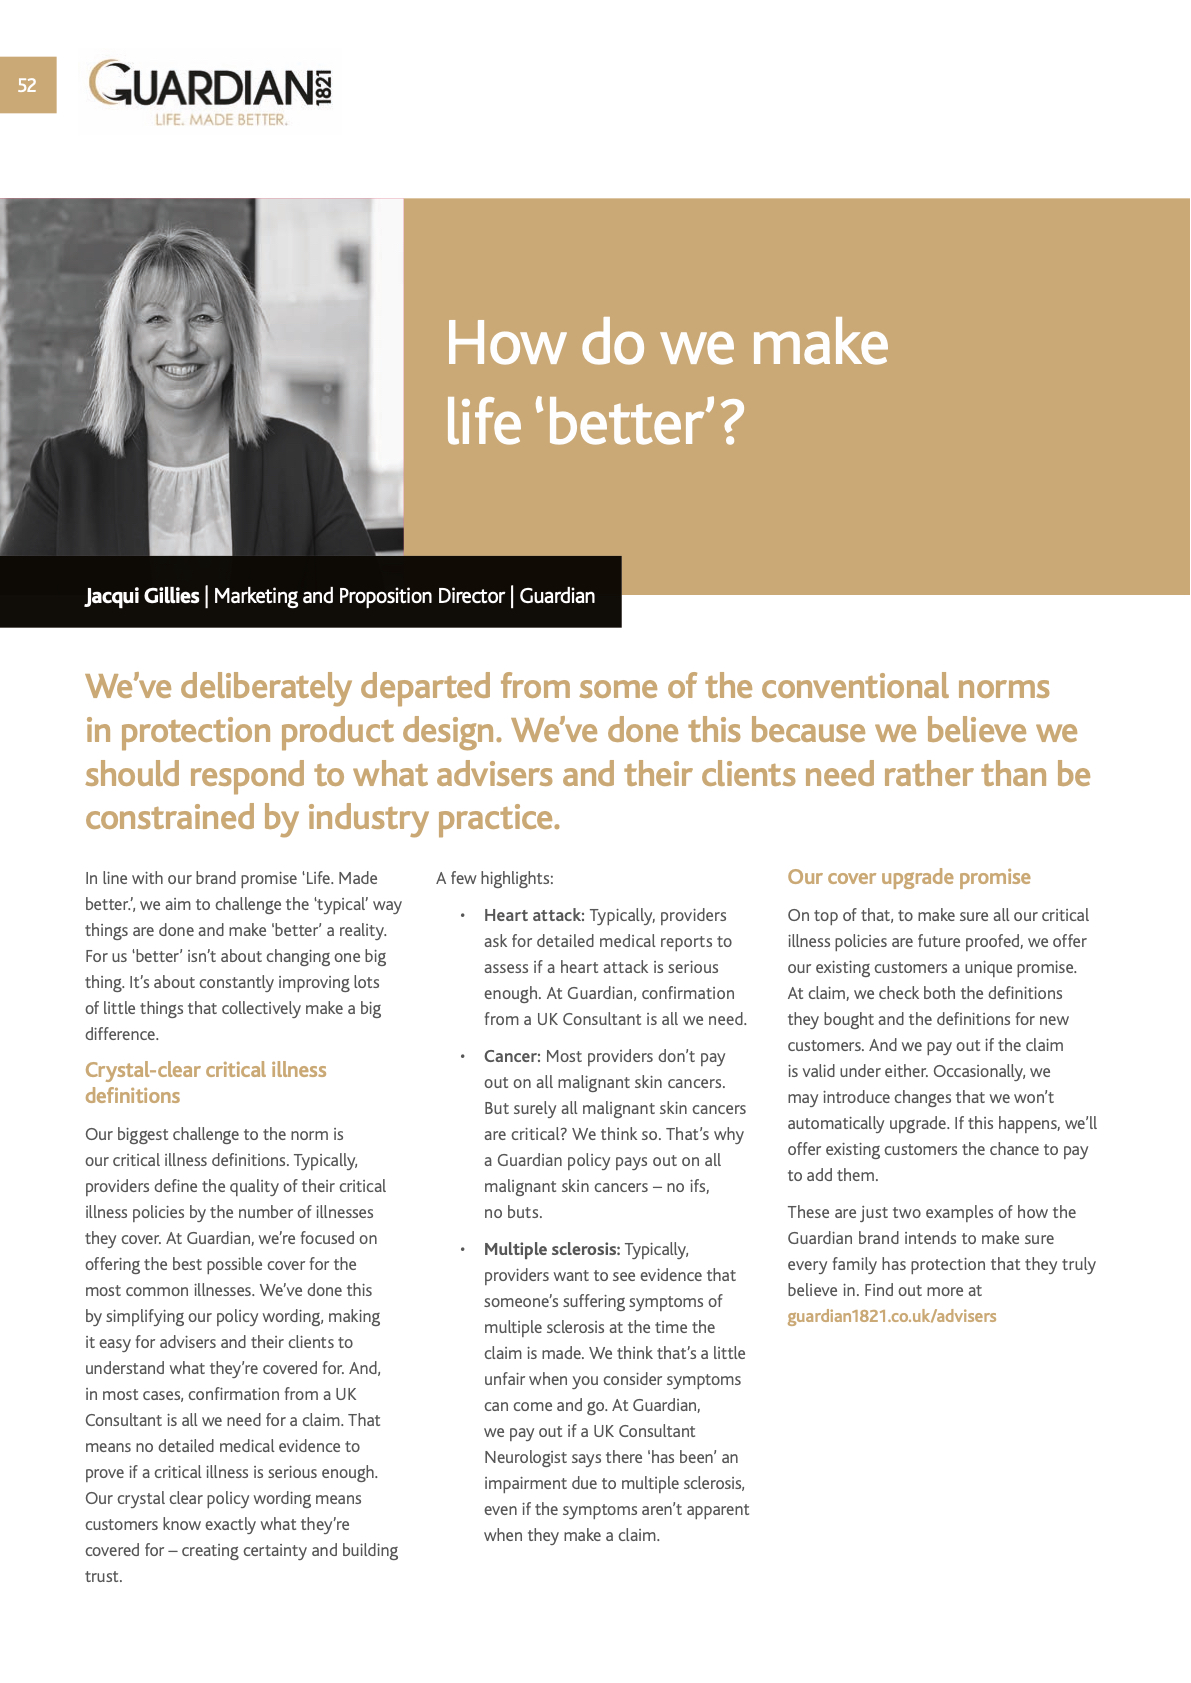 52
GUARDIAN 1821
LIFE. MADE BETTER.
How do we make
life ‘better’?
Jacqui Gillies | Marketing and Proposition Director | Guardian
We’ve deliberately departed from some of the conventional norms
in protection product design. We’ve done this because we believe we
should respond to what advisers and their clients need rather than be
constrained by industry practice.
In line with our brand promise ‘Life. Made
better.’, we aim to challenge the ‘typical’ way
things are done and make ‘better’ a reality.
For us ‘better’ isn’t about changing one big
thing. It’s about constantly improving lots
of little things that collectively make a big
difference.
Crystal-clear critical illness
definitions
Our biggest challenge to the norm is
our critical illness definitions. Typically,
providers define the quality of their critical
illness policies by the number of illnesses
they cover. At Guardian, we’re focused on
offering the best possible cover for the
most common illnesses. We’ve done this
by simplifying our policy wording, making
it easy for advisers and their clients to
understand what they’re covered for. And,
in most cases, confirmation from a UK
Consultant is all we need for a claim. That
means no detailed medical evidence to
prove if a critical illness is serious enough.
Our crystal clear policy wording means
customers know exactly what they’re
covered for – creating certainty and building
trust.
A few highlights:
• Heart attack: Typically, providers
ask for detailed medical reports to
assess if a heart attack is serious
enough. At Guardian, confirmation
from a UK Consultant is all we need.
• Cancer: Most providers don’t pay
out on all malignant skin cancers.
But surely all malignant skin cancers
are critical? We think so. That’s why
a Guardian policy pays out on all
malignant skin cancers – no ifs,
no buts.
• Multiple sclerosis: Typically,
providers want to see evidence that
someone’s suffering symptoms of
multiple sclerosis at the time the
claim is made. We think that’s a little
unfair when you consider symptoms
can come and go. At Guardian,
we pay out if a UK Consultant
Neurologist says there ‘has been’ an
impairment due to multiple sclerosis,
even if the symptoms aren’t apparent
when they make a claim.
Our cover upgrade promise
On top of that, to make sure all our critical
illness policies are future proofed, we offer
our existing customers a unique promise.
At claim, we check both the definitions
they bought and the definitions for new
customers. And we pay out if the claim
is valid under either. Occasionally, we
may introduce changes that we won’t
automatically upgrade. If this happens, we’ll
offer existing customers the chance to pay
to add them.
These are just two examples of how the
Guardian brand intends to make sure
every family has protection that they truly
believe in. Find out more at
guardian1821.co.uk/advisers